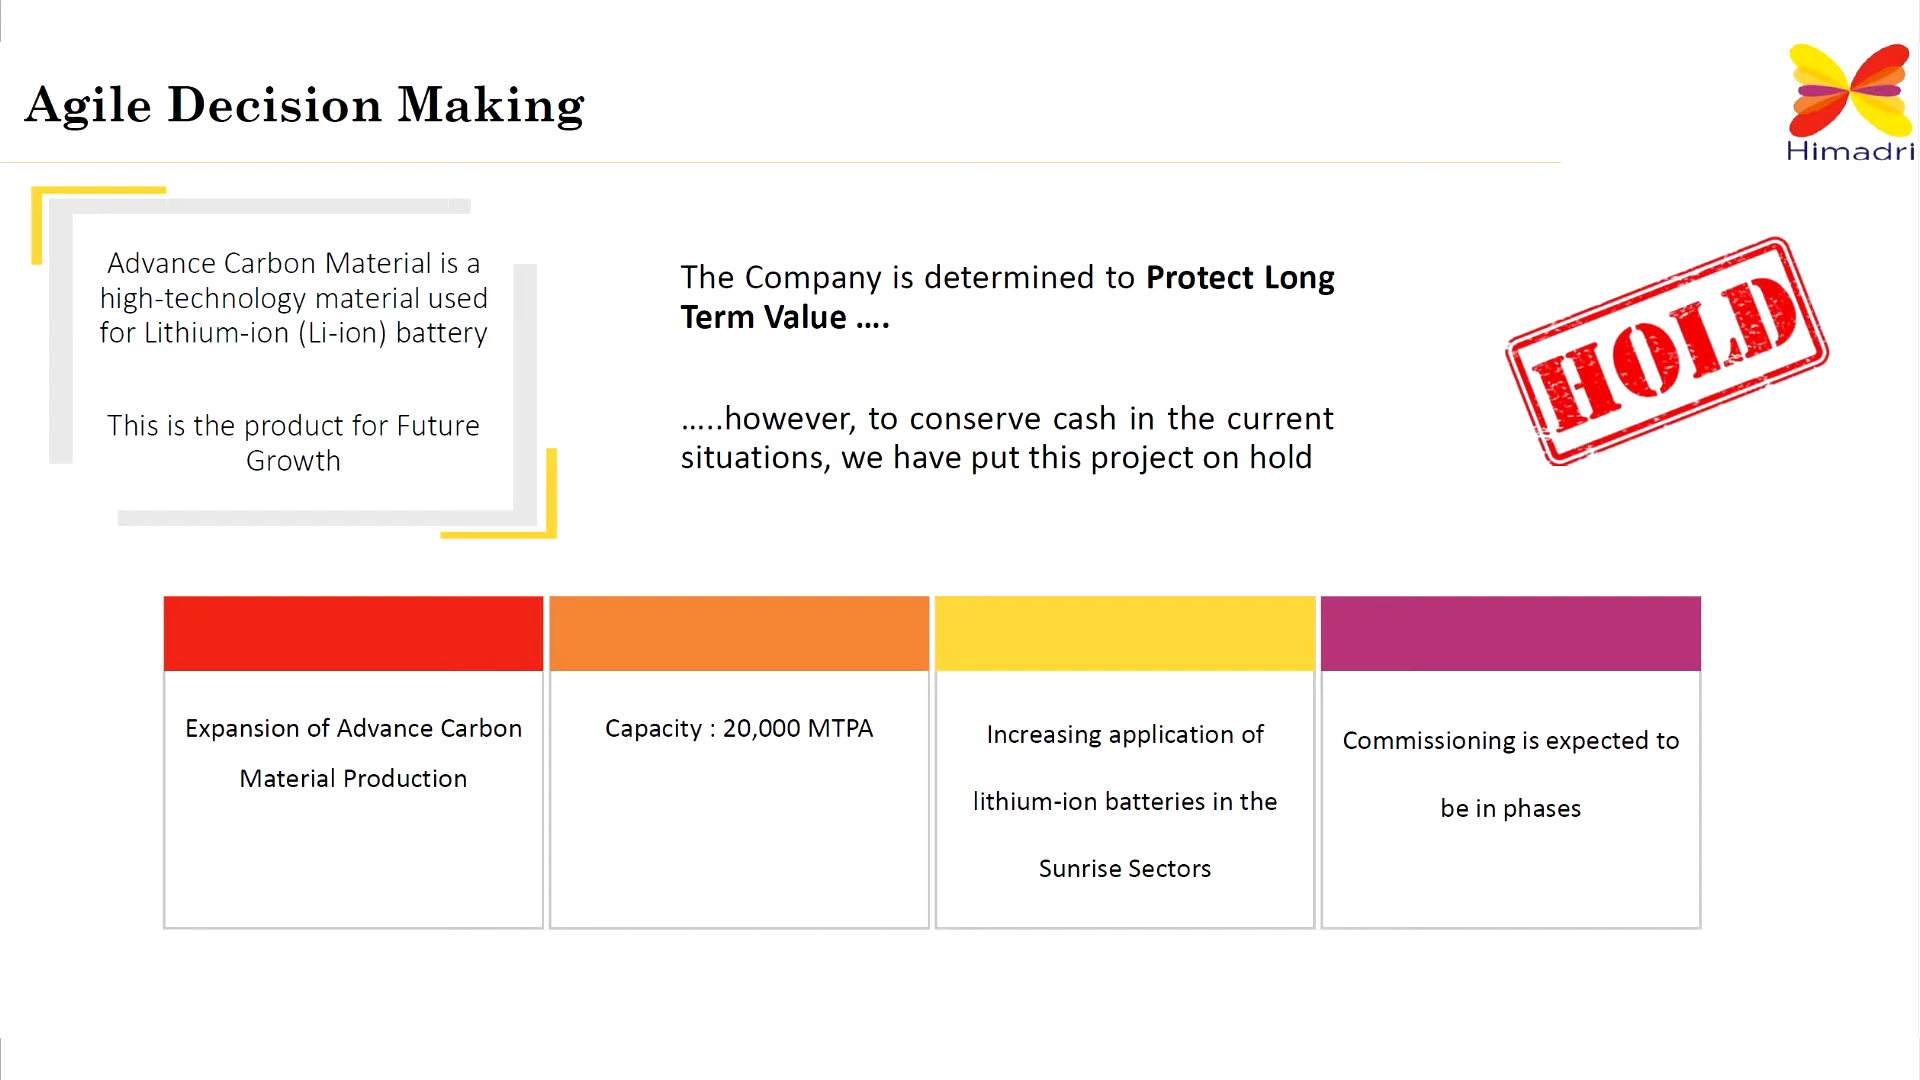 Agile Decision Making
Himadri
Advance Carbon Material is a
high-technology material used
for Lithium-ion (Li-ion) battery
This is the product for Future
Growth
The Company is determined to Protect Long
Term Value ....
.....however, to conserve cash in the current
situations, we have put this project on hold
HOLD
Expansion of Advance Carbon
Material Production
Capacity : 20,000 MTPA
Increasing application of
lithium-ion batteries in the
Sunrise Sectors
Commissioning is expected to
be in phases